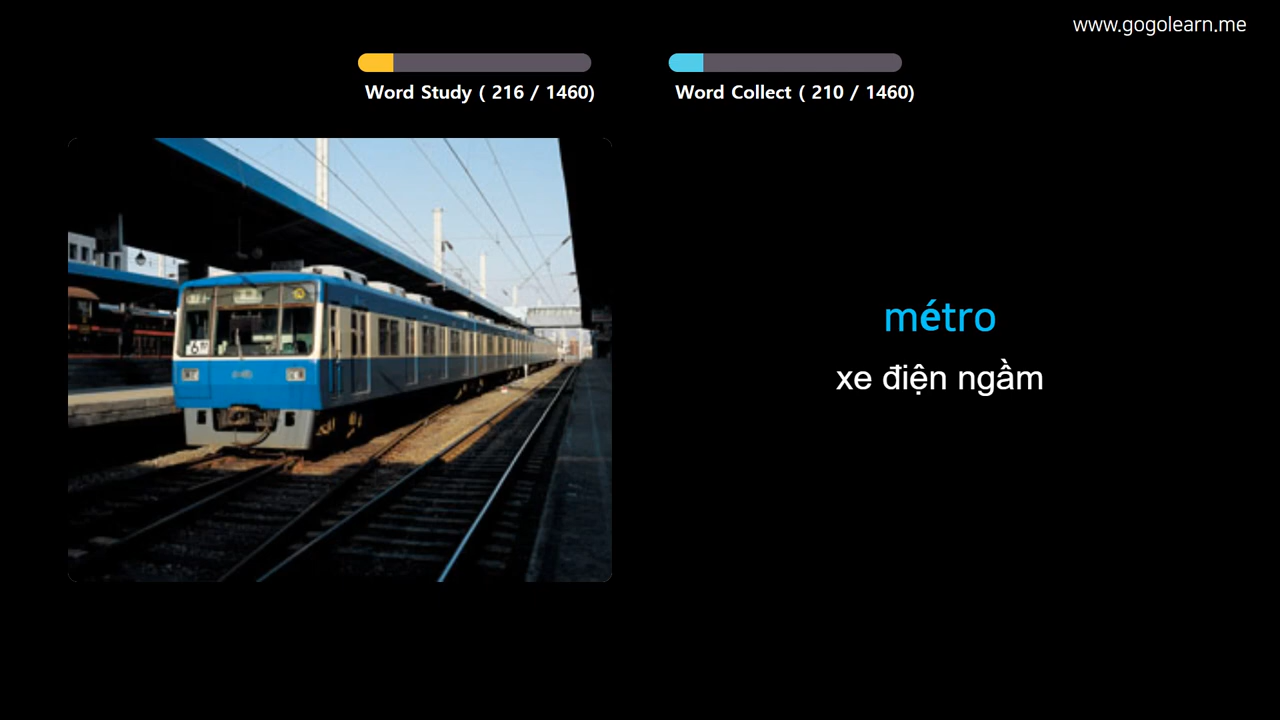 www.gogolearn.me
Word Study ( 216 / 1460)
Word Collect ( 210 / 1460)
métro
xe điện ngầm